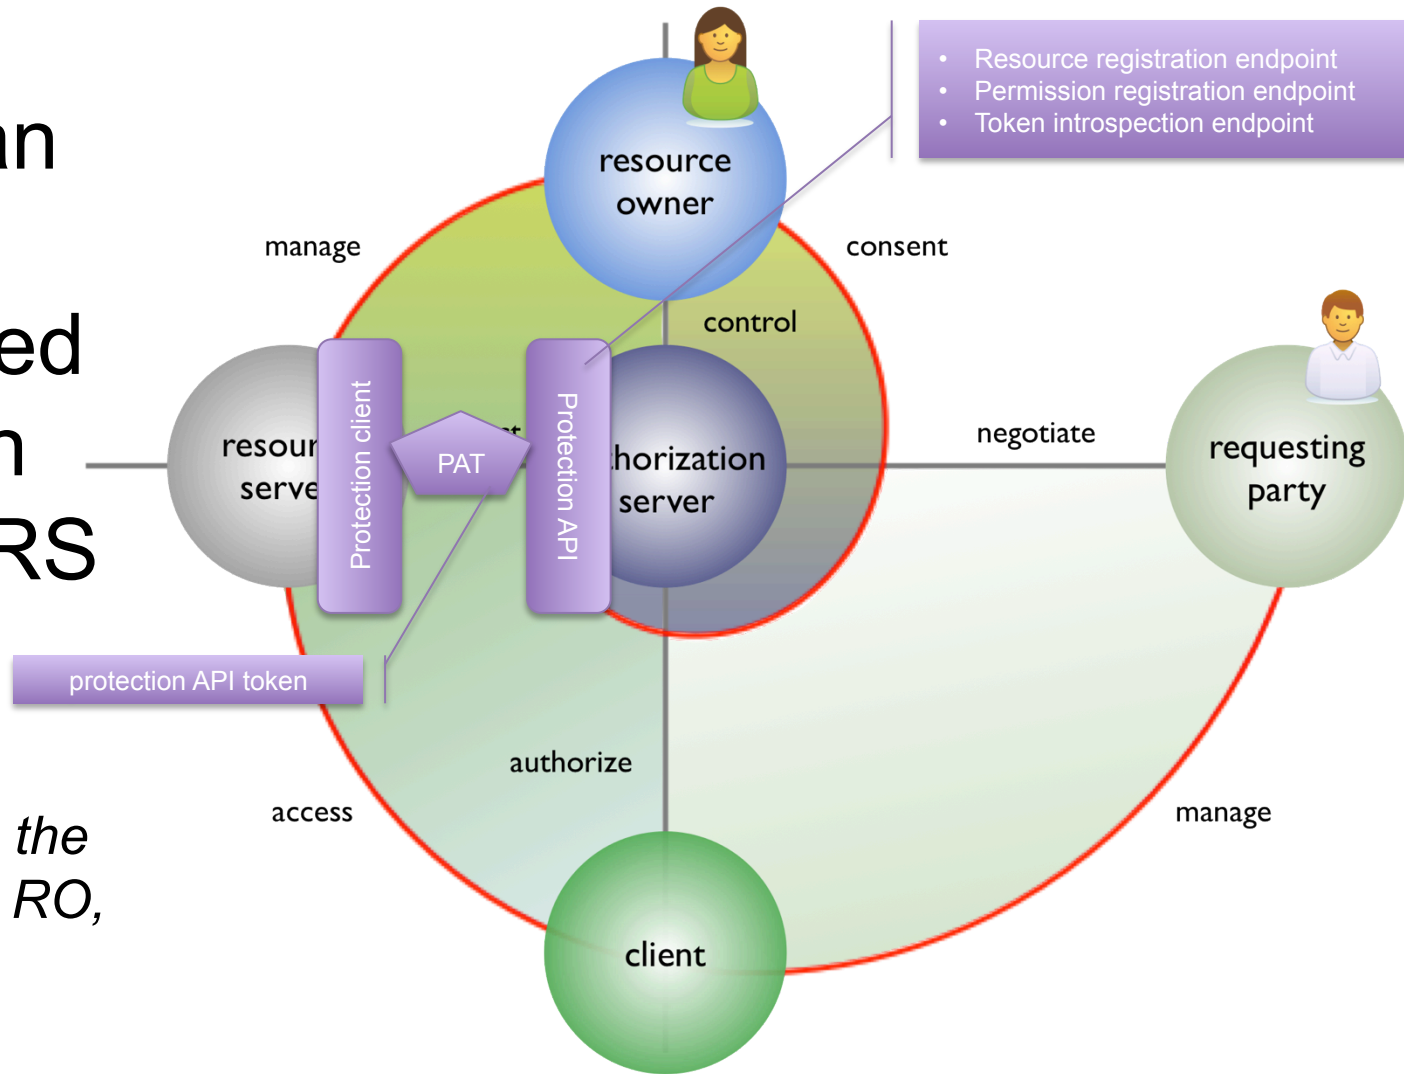 an
ed
n
RS
the
RO,
Resource registration endpoint
Permission registration endpoint
Token introspection endpoint
resource
owner
manage
consent
control
resour
serve
Protection client
PAT
Protection API
horization
server
negotiate
requesting
party
protection API token
authorize
access
manage
client